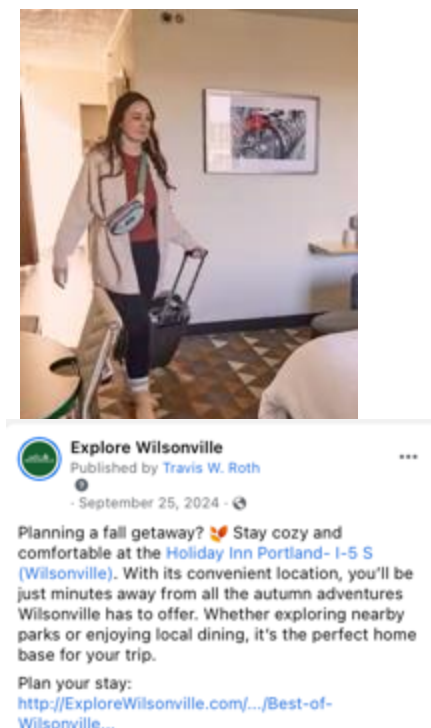 Explore Wilsonville
Published by Travis W. Roth
· September 25, 2024 ·
Planning a fall getaway? 🍂 Stay cozy and
comfortable at the Holiday Inn Portland- I-5 S
(Wilsonville). With its convenient location, you'll be
just minutes away from all the autumn adventures
Wilsonville has to offer. Whether exploring nearby
parks or enjoying local dining, it's the perfect home
base for your trip.
Plan your stay:
http://ExploreWilsonville.com/.../Best-of-
Wilsonville...